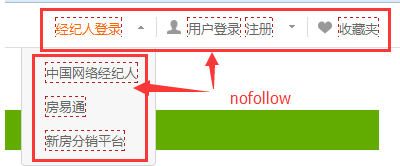 经纪人登录 用户登录 注册 收藏夹
中国网络经纪人
房易通
nofollow
新房分销平台